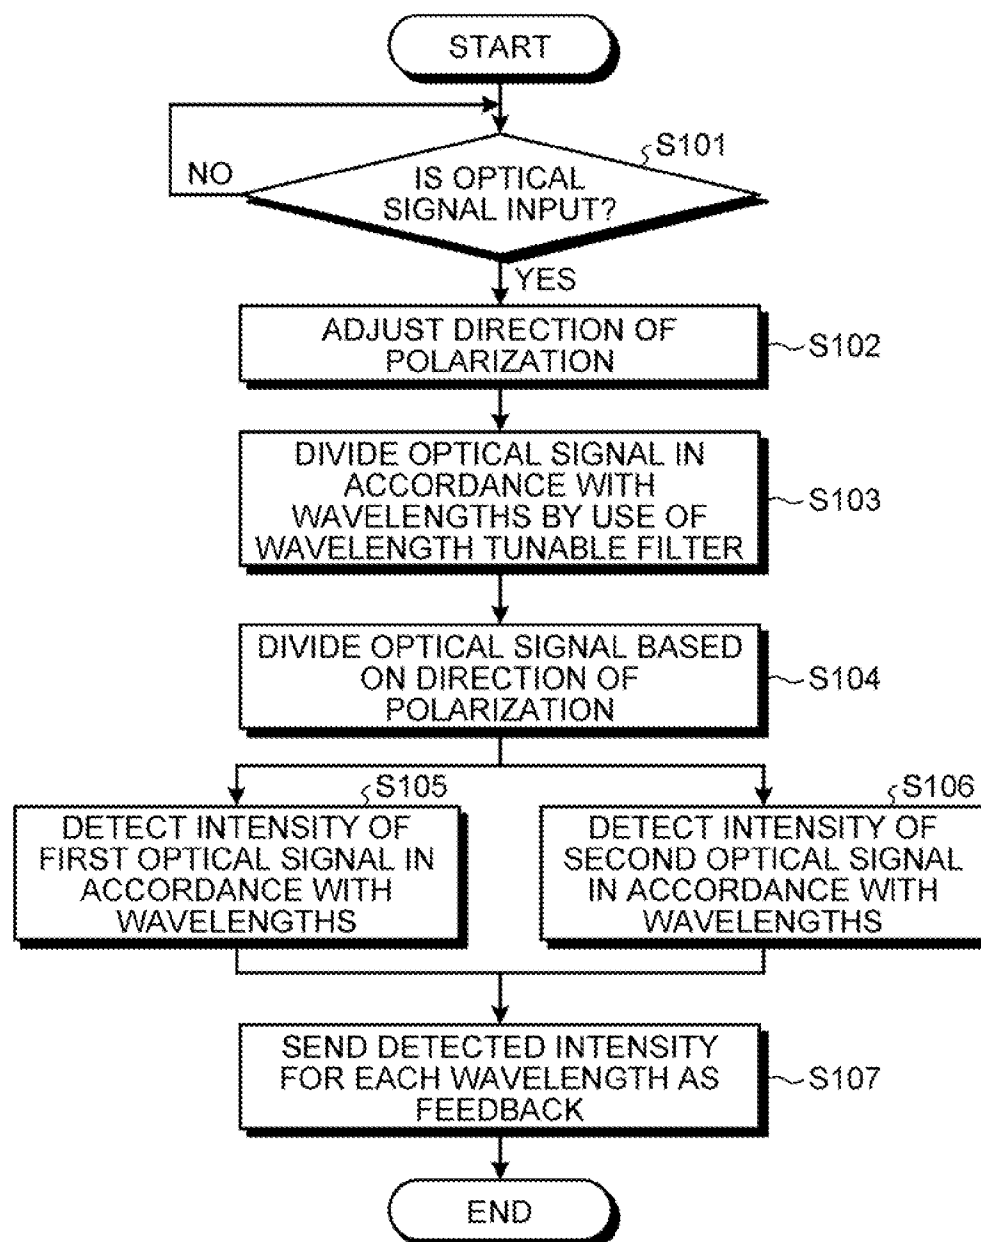 START
S101
NO
IS OPTICAL
SIGNAL INPUT?
YES
ADJUST DIRECTION OF
POLARIZATION
S102
DIVIDE OPTICAL SIGNAL IN
ACCORDANCE WITH
WAVELENGTHS BY USE OF
WAVELENGTH TUNABLE FILTER
S103
DIVIDE OPTICAL SIGNAL BASED
ON DIRECTION OF
POLARIZATION
S104
S105
DETECT INTENSITY OF
FIRST OPTICAL SIGNAL IN
ACCORDANCE WITH
WAVELENGTHS
S106
DETECT INTENSITY OF
SECOND OPTICAL SIGNAL
IN ACCORDANCE WITH
WAVELENGTHS
SEND DETECTED INTENSITY
FOR EACH WAVELENGTH AS
FEEDBACK
S107
END